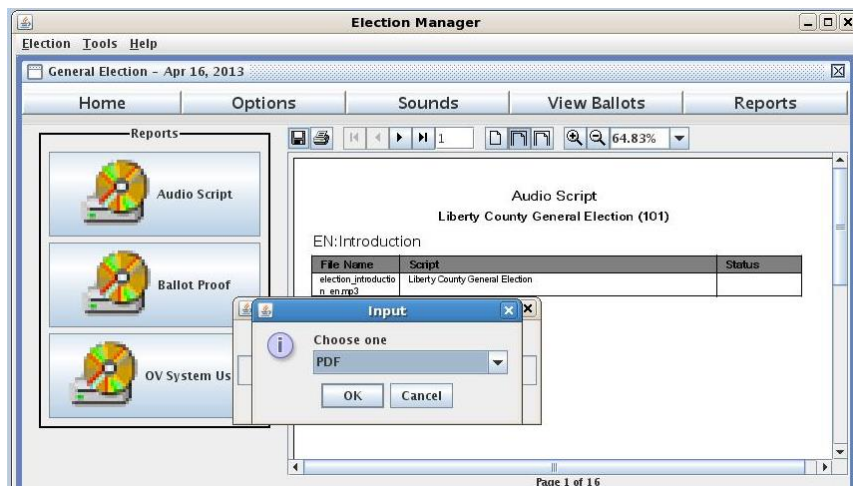 Election Manager
Election Tools Help
General Election - Apr 16, 2013
Home Options Sounds View Ballots Reports
Reports
1
64.83%
Audio Script
Ballot Proof
OV System Us
Audio Script
Liberty County General Election (101)
EN:Introduction
File Name Script Status
election_introductio Liberty County General Election
n_en.mp3
Input
Choose one
PDF
OK Cancel
Page 1 of 16